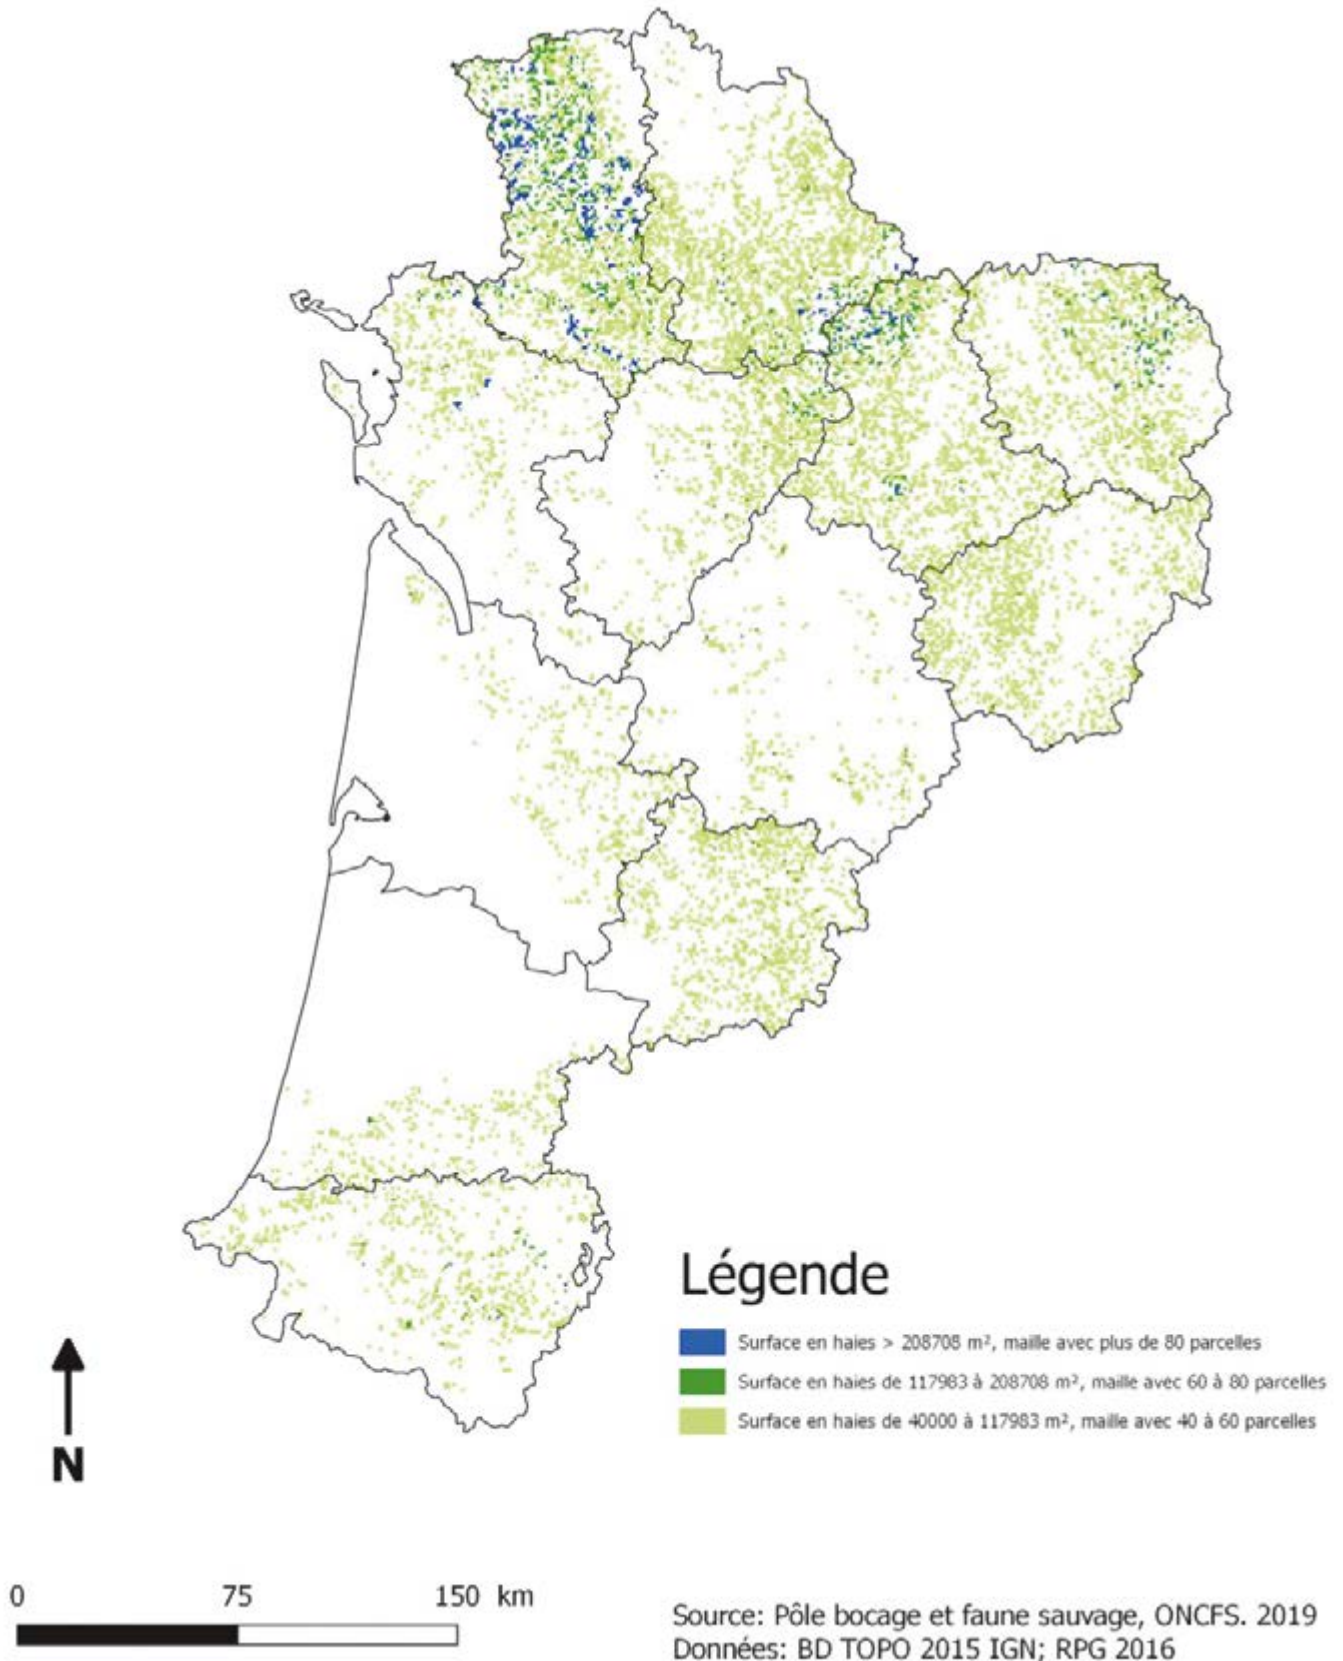 Légende
Surface en haies > 208708 m², maille avec plus de 80 parcelles
Surface en haies de 117983 à 208708 m², maille avec 60 à 80 parcelles
Surface en haies de 40000 à 117983 m², maille avec 40 à 60 parcelles
N
0 75 150 km
Source: Pôle bocage et faune sauvage, ONCFS. 2019
Données: BD TOPO 2015 IGN; RPG 2016